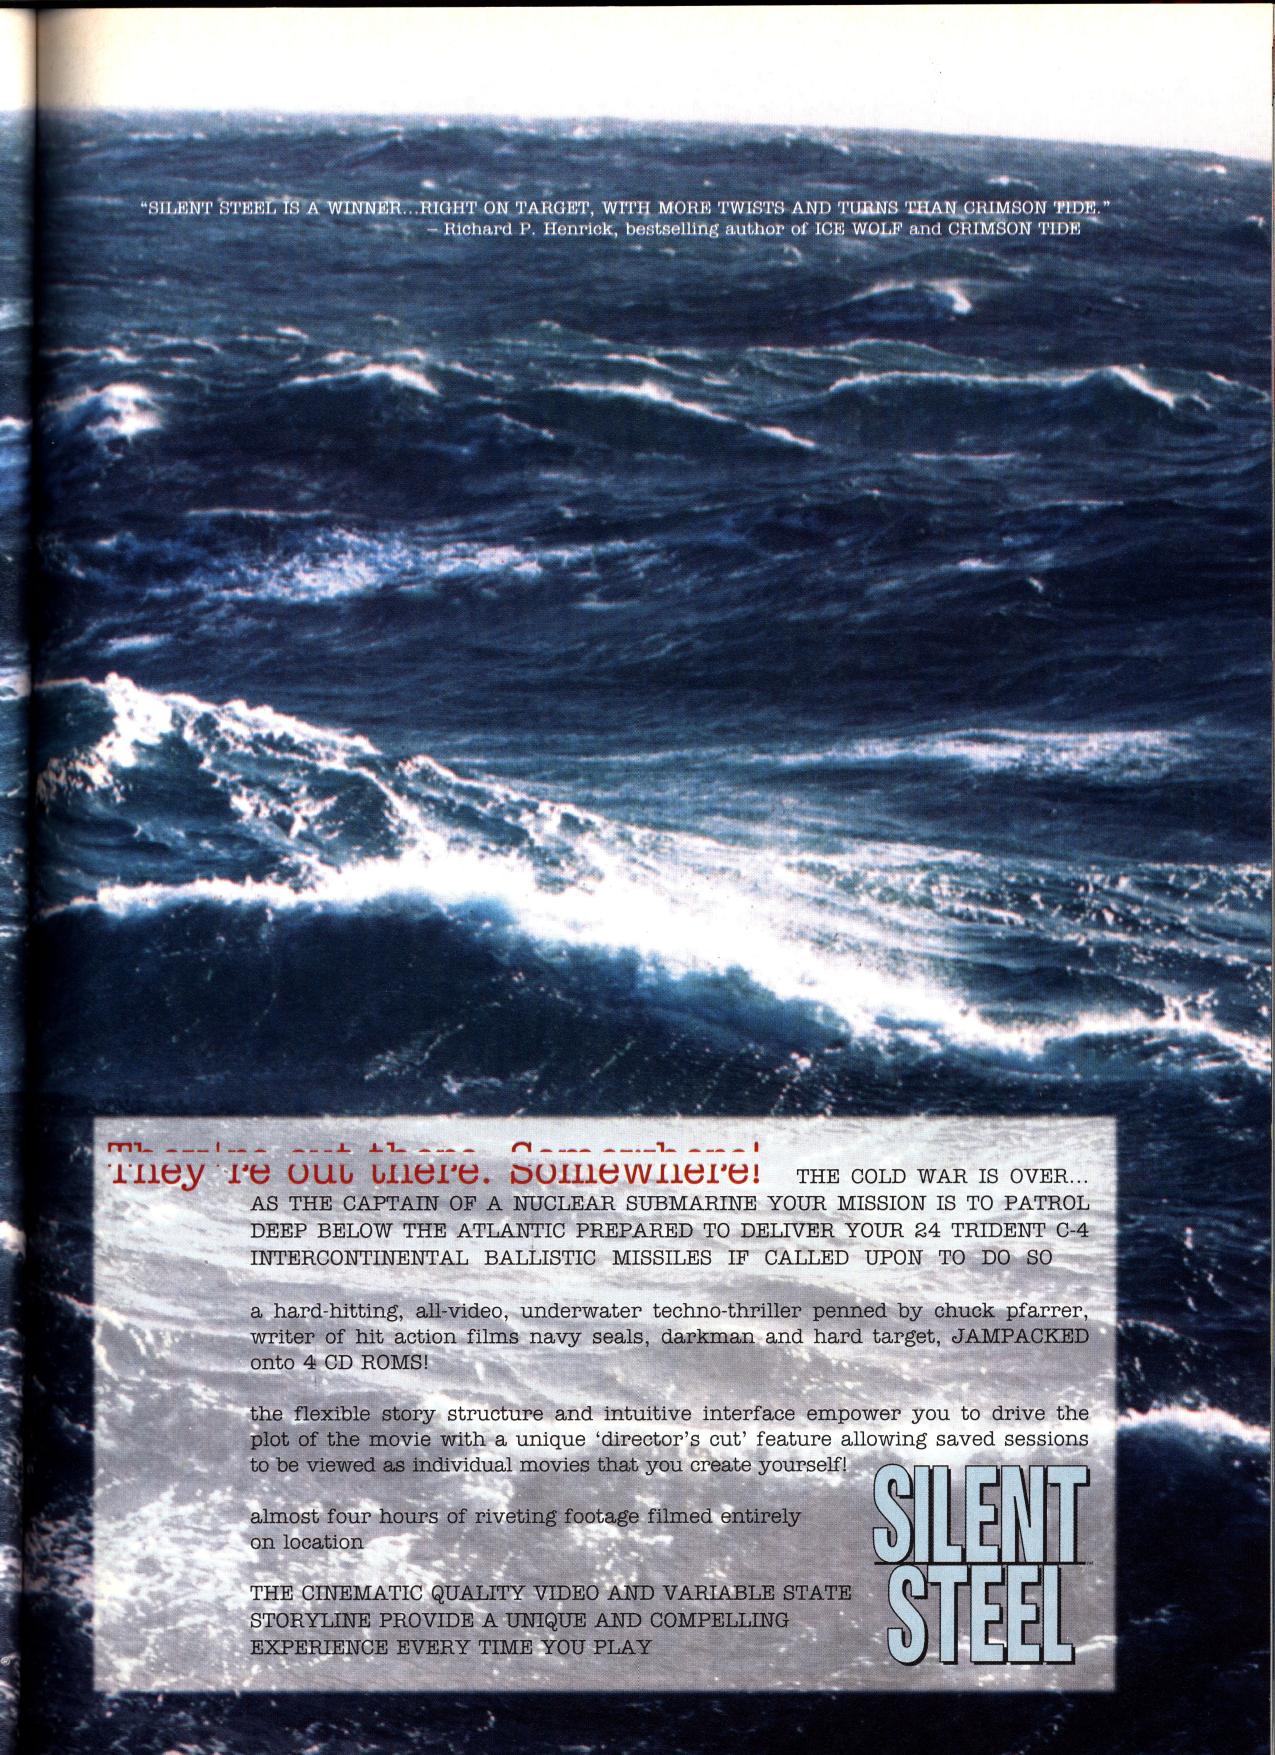 “SILENT STEEL IS A WINNER...RIGHT ON TARGET, WITH MORE TWISTS AND TURNS THAN CRIMSON TIDE.”
– Richard P. Henrick, bestselling author of ICE WOLF and CRIMSON TIDE
They're out there. Somewhere!
THE COLD WAR IS OVER...
AS THE CAPTAIN OF A NUCLEAR SUBMARINE YOUR MISSION IS TO PATROL
DEEP BELOW THE ATLANTIC PREPARED TO DELIVER YOUR 24 TRIDENT C-4
INTERCONTINENTAL BALLISTIC MISSILES IF CALLED UPON TO DO SO
a hard-hitting, all-video, underwater techno-thriller penned by chuck pfarrer,
writer of hit action films navy seals, darkman and hard target, JAMPACKED
onto 4 CD ROMS!
the flexible story structure and intuitive interface empower you to drive the
plot of the movie with a unique ‘director’s cut’ feature allowing saved sessions
to be viewed as individual movies that you create yourself!
almost four hours of riveting footage filmed entirely
on location
THE CINEMATIC QUALITY VIDEO AND VARIABLE STATE
STORYLINE PROVIDE A UNIQUE AND COMPELLING
EXPERIENCE EVERY TIME YOU PLAY
SILENT
STEEL